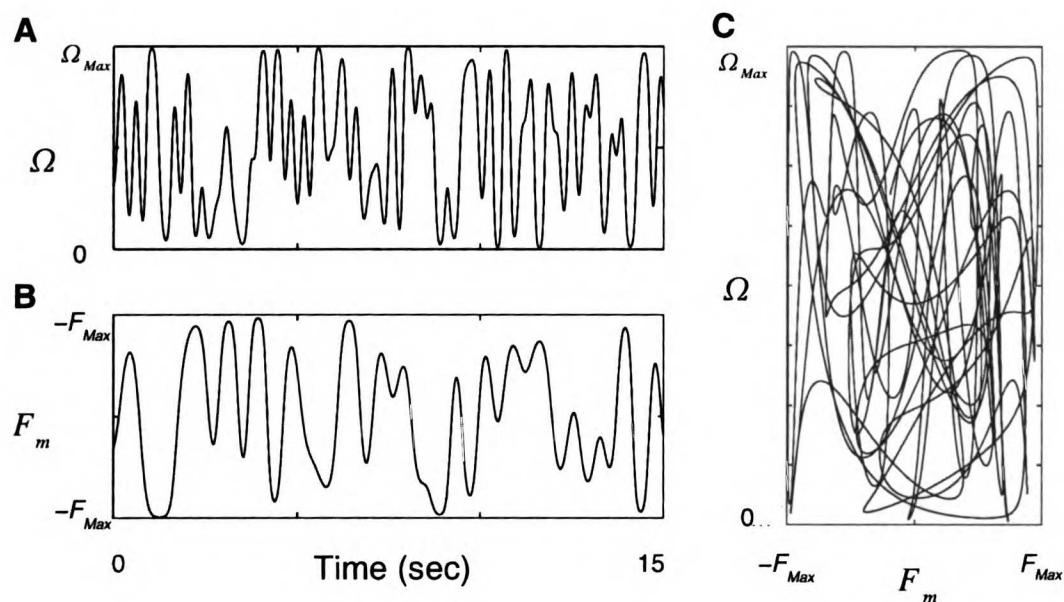 A
Ω_Max
Ω
0
B
–F_Max
F_m
–F_Max
0
Time (sec)
15
C
Ω_Max
Ω
0
–F_Max
F_m
F_Max